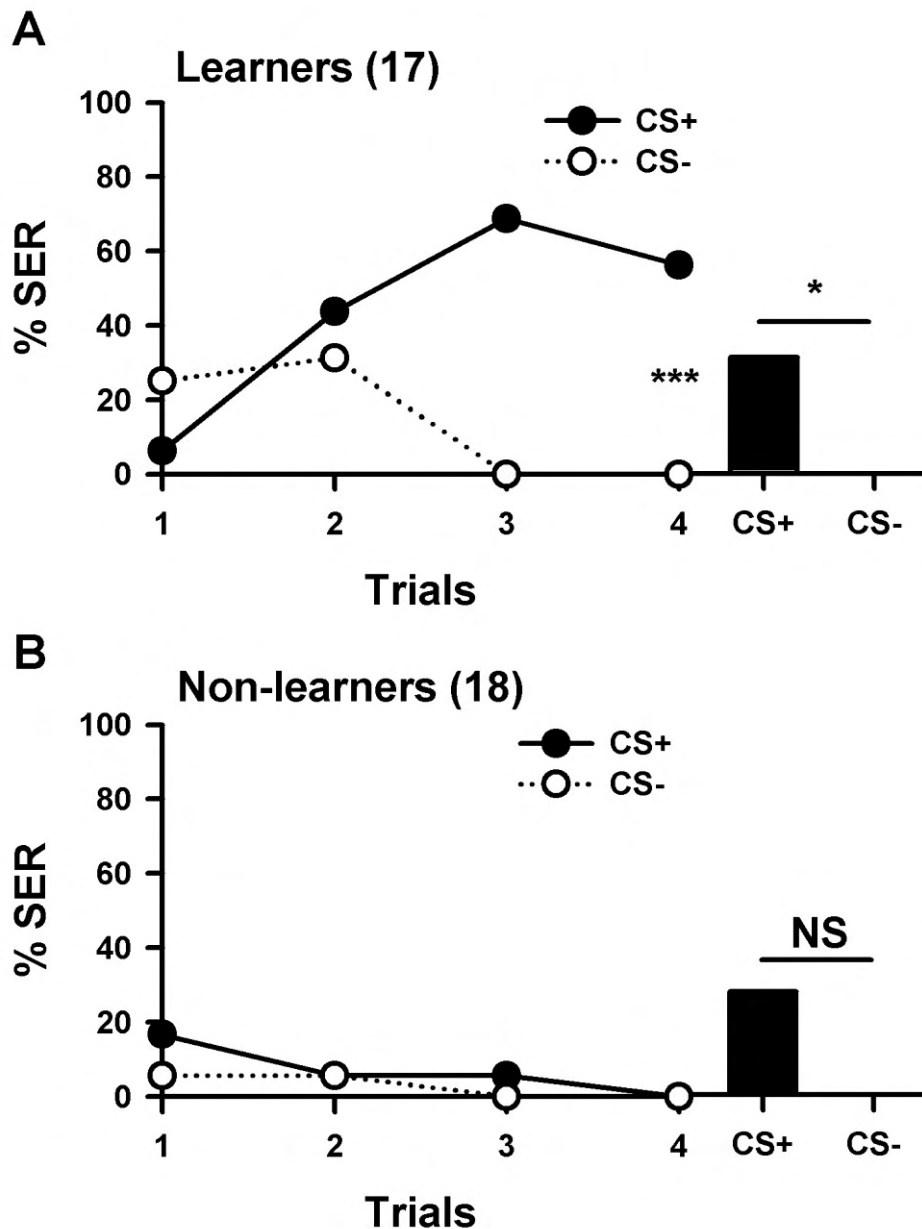 A
Learners (17)
100
80
60
40
20
0
% SER
CS+
CS-
*
***
1 2 3 4 CS+ CS-
Trials
B
Non-learners (18)
100
80
60
40
20
0
% SER
CS+
CS-
NS
1 2 3 4 CS+ CS-
Trials